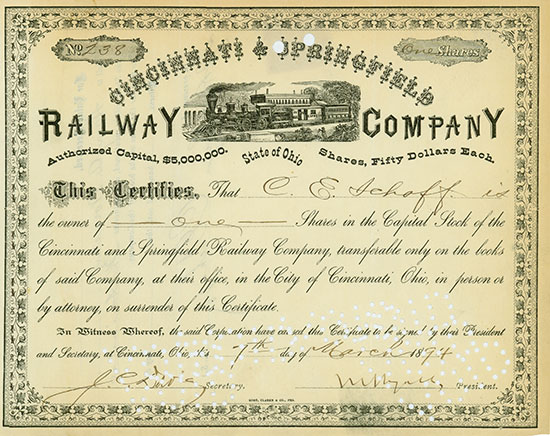 No. 238
One Shares
CINCINNATI & SPRINGFIELD
RAILWAY COMPANY
Authorized Capital, $5,000,000. State of Ohio Shares, Fifty Dollars Each.
This Certifies, That C. E. Schaff is
the owner of — one — Shares in the Capital Stock of the
Cincinnati and Springfield Railway Company, transferable only on the books
of said Company, at their office, in the City of Cincinnati, Ohio, in person or
by attorney, on surrender of this Certificate.
In Witness Whereof, the said Corporation have caused this Certificate to be signed by their President
and Secretary, at Cincinnati, Ohio, this 7th day of March 1894
Secretary. President.